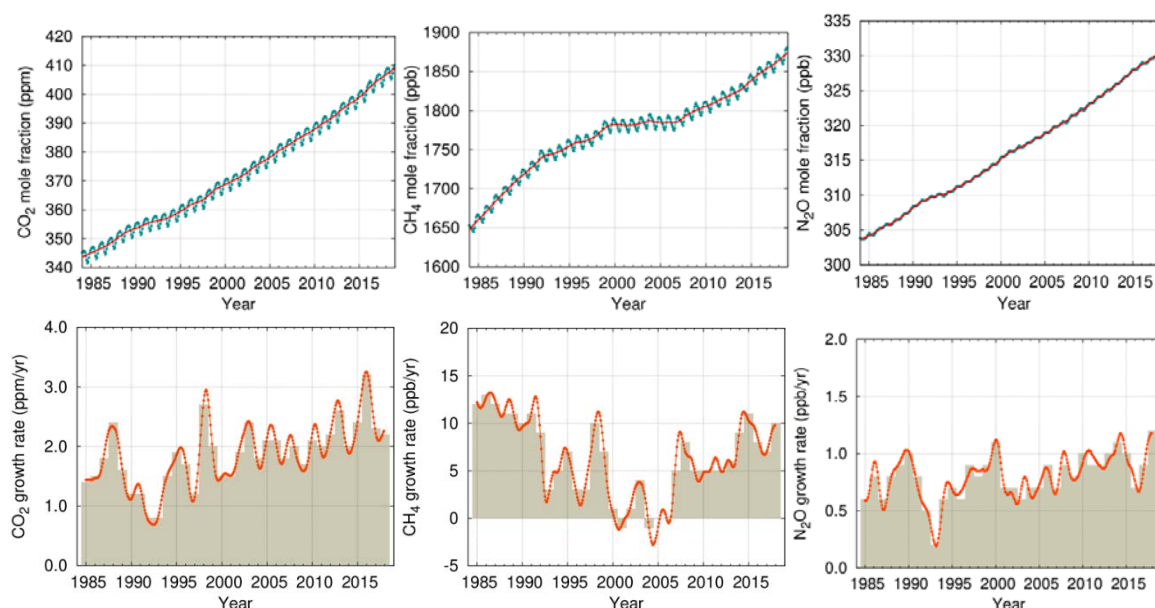 CO2 mole fraction (ppm)
420
410
400
390
380
370
360
350
340
1985 1990 1995 2000 2005 2010 2015
Year
CH4 mole fraction (ppb)
1900
1850
1800
1750
1700
1650
1600
1985 1990 1995 2000 2005 2010 2015
Year
N2O mole fraction (ppb)
335
330
325
320
315
310
305
300
1985 1990 1995 2000 2005 2010 2015
Year
CO2 growth rate (ppm/yr)
4.0
3.0
2.0
1.0
0.0
1985 1990 1995 2000 2005 2010 2015
Year
CH4 growth rate (ppb/yr)
20
15
10
5
0
-5
1985 1990 1995 2000 2005 2010 2015
Year
N2O growth rate (ppb/yr)
2.0
1.5
1.0
0.5
0.0
1985 1990 1995 2000 2005 2010 2015
Year